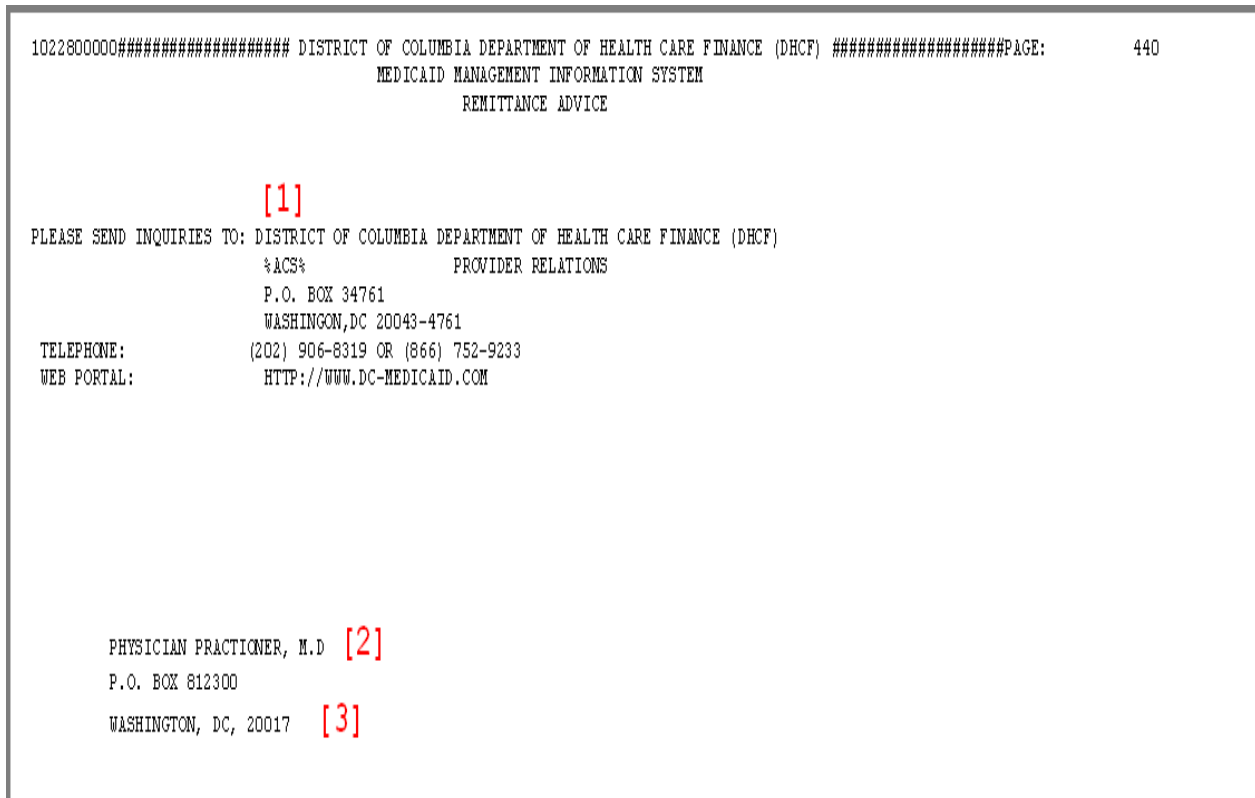 1022800000#################### DISTRICT OF COLUMBIA DEPARTMENT OF HEALTH CARE FINANCE (DHCF) ####################PAGE: 440
MEDICAID MANAGEMENT INFORMATION SYSTEM
REMITTANCE ADVICE
[1]
PLEASE SEND INQUIRIES TO: DISTRICT OF COLUMBIA DEPARTMENT OF HEALTH CARE FINANCE (DHCF)
%ACS% PROVIDER RELATIONS
P.O. BOX 34761
WASHINGON,DC 20043-4761
TELEPHONE: (202) 906-8319 OR (866) 752-9233
WEB PORTAL: HTTP://WWW.DC-MEDICAID.COM
PHYSICIAN PRACTIONER, M.D [2]
P.O. BOX 812300
WASHINGTON, DC, 20017 [3]